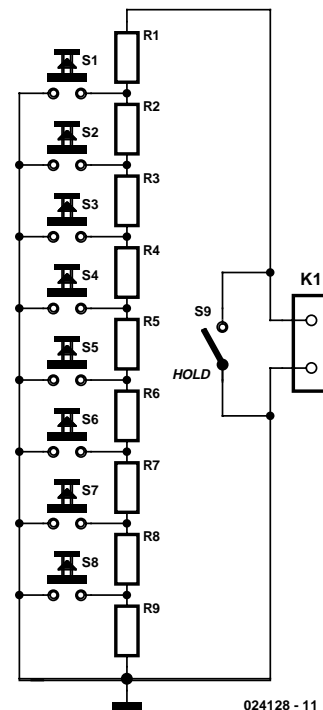 R1
S1
R2
S2
R3
S3
R4
S4
K1
S9
R5
S5
HOLD
R6
S6
R7
S7
R8
S8
R9
024128 - 11